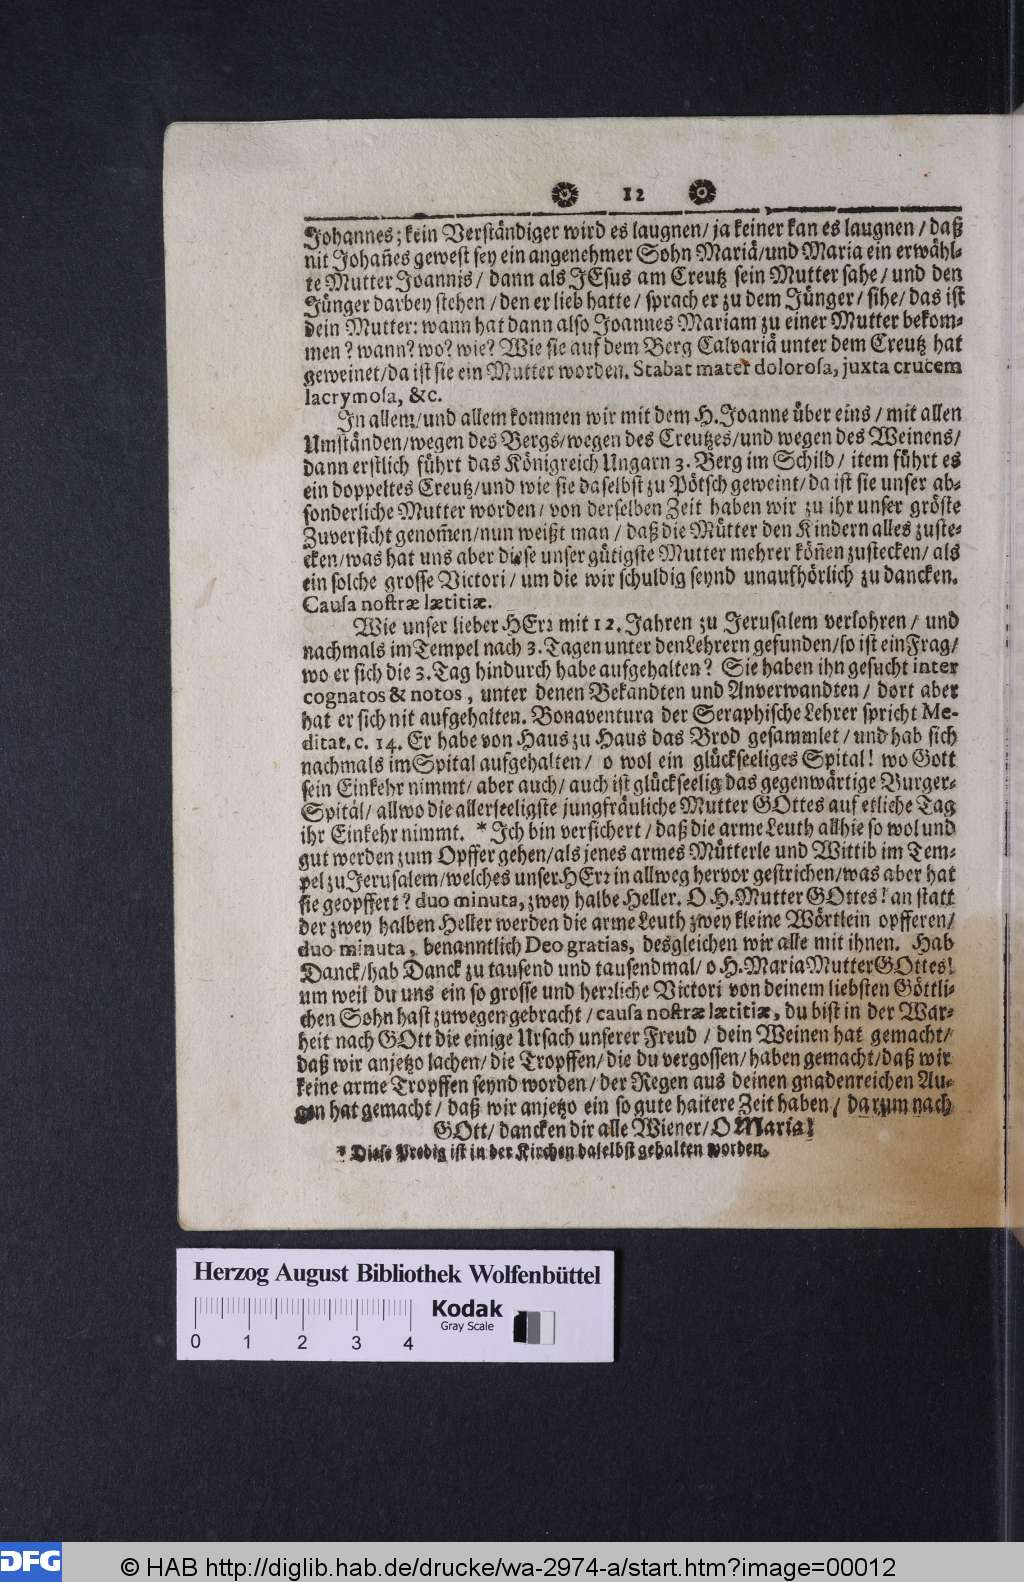 12
Johannes; kein Verständiger wird es laugnen/ ja keiner kan es laugnen / daß
nit Johañes gewest sey ein angenehmer Sohn Mariä/und Maria ein erwähl-
te Mutter Joannis / dann als JEsus am Creutz sein Mutter sahe / und den
Jünger darbey stehen / den er lieb hatte / sprach er zu dem Jünger / sihe/ das ist
dein Mutter: wann hat dann also Joannes Mariam zu einer Mutter bekom-
men ? wann? wo? wie? Wie sie auf dem Berg Calvariä unter dem Creutz hat
geweinet/da ist sie ein Mutter worden. Stabat mater dolorosa, juxta crucem
lacrymosa, &c.
In allem/und allem kommen wir mit dem H. Joanne über eins / mit allen
Umständen/wegen des Bergs/wegen des Creutzes/und wegen des Weinens/
dann erstlich führt das Königreich Ungarn 3. Berg im Schild / item führt es
ein doppeltes Creutz/und wie sie daselbst zu Pötsch geweint/da ist sie unser ab-
sonderliche Mutter worden/ von derselben Zeit haben wir zu ihr unser gröste
Zuversicht genom̃en/nun weißt man / daß die Mütter den Kindern alles zuste-
cken/was hat uns aber diese unser gütigste Mutter mehrer köñen zustecken/ als
ein solche grosse Victori / um die wir schuldig seynd unaufhörlich zu dancken.
Causa nostræ lætitiæ.
Wie unser lieber HErꝛ mit 12. Jahren zu Jerusalem verlohren / und
nachmals im Tempel nach 3. Tagen unter den Lehrern gefunden/so ist ein Frag/
wo er sich die 3. Tag hindurch habe aufgehalten? Sie haben ihn gesucht inter
cognatos & notos, unter denen Bekandten und Anverwandten / dort aber
hat er sich nit aufgehalten. Bonaventura der Seraphische Lehrer spricht Me-
ditat. c. 14. Er habe von Haus zu Haus das Brod gesammlet / und hab sich
nachmals im Spital aufgehalten / o wol ein glückseeliges Spital! wo Gott
sein Einkehr nimmt/ aber auch/ auch ist glückseelig das gegenwärtige Burger-
Spitäl/ allwo die allerseeligste jungfräuliche Mutter GOttes auf etliche Tag
ihr Einkehr nimmt. * Ich bin versichert / daß die arme Leuth allhie so wol und
gut werden zum Opffer gehen/als jenes armes Mütterle und Wittib im Tem-
pel zu Jerusalem/welches unser HErꝛ in allweg hervor gestrichen/was aber hat
sie geopffert? duo minuta, zwey halbe Heller. O H. Mutter GOttes! an statt
der zwey halben Heller werden die arme Leuth zwey kleine Wörtlein opfferen/
duo minuta, benanntlich Deo gratias, desgleichen wir alle mit ihnen. Hab
Danck/hab Danck zu tausend und tausendmal/ o H. Maria Mutter GOttes!
um weil du uns ein so grosse und herꝛliche Victori von deinem liebsten Göttli-
chen Sohn hast zuwegen gebracht / causa nostræ lætitiæ, du bist in der War-
heit nach GOtt die einige Ursach unserer Freud / dein Weinen hat gemacht/
daß wir anjetzo lachen/ die Tropffen/ die du vergossen/ haben gemacht/daß wir
keine arme Tropffen seynd worden / der Regen aus deinen gnadenreichen Au-
gen hat gemacht / daß wir anjetzo ein so gute haitere Zeit haben / darum nach
GOtt/ dancken dir alle Wiener/ O Maria!
* Diese Predig ist in der Kirchen daselbst gehalten worden.
Herzog August Bibliothek Wolfenbüttel
Kodak
Gray Scale
0 1 2 3 4
DFG
© HAB http://diglib.hab.de/drucke/wa-2974-a/start.htm?image=00012